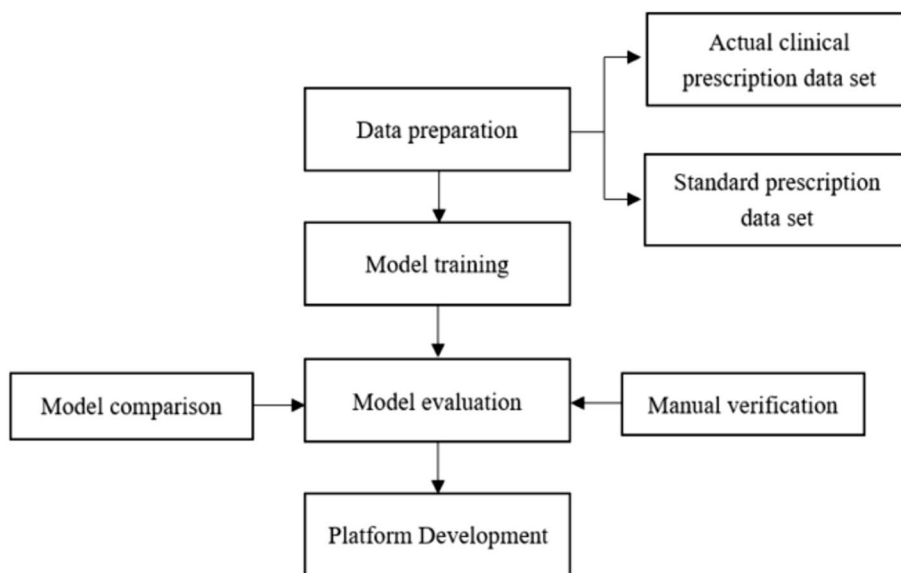 Actual clinical
prescription data set
Data preparation
Standard prescription
data set
Model training
Model comparison
Model evaluation
Manual verification
Platform Development